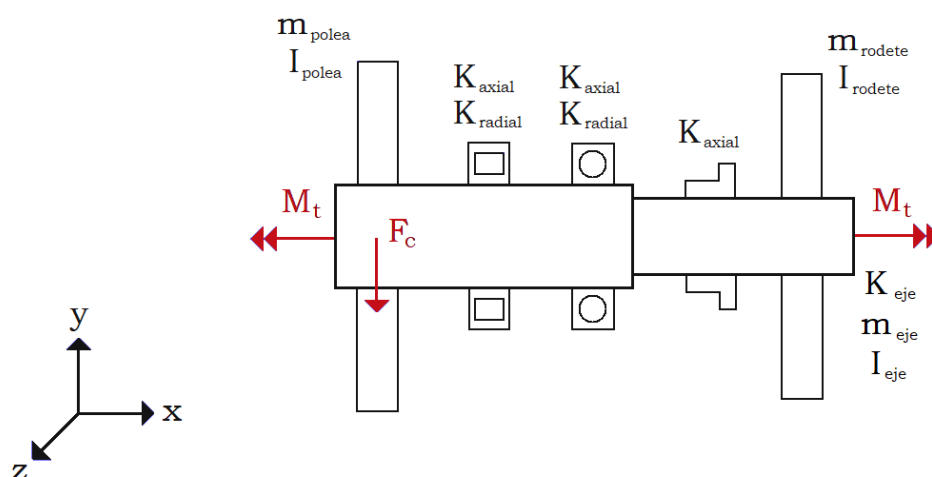 m polea
I polea
K axial
K radial
K axial
K radial
K axial
m rodete
I rodete
M t
F c
M t
K eje
m eje
I eje
y
x
z